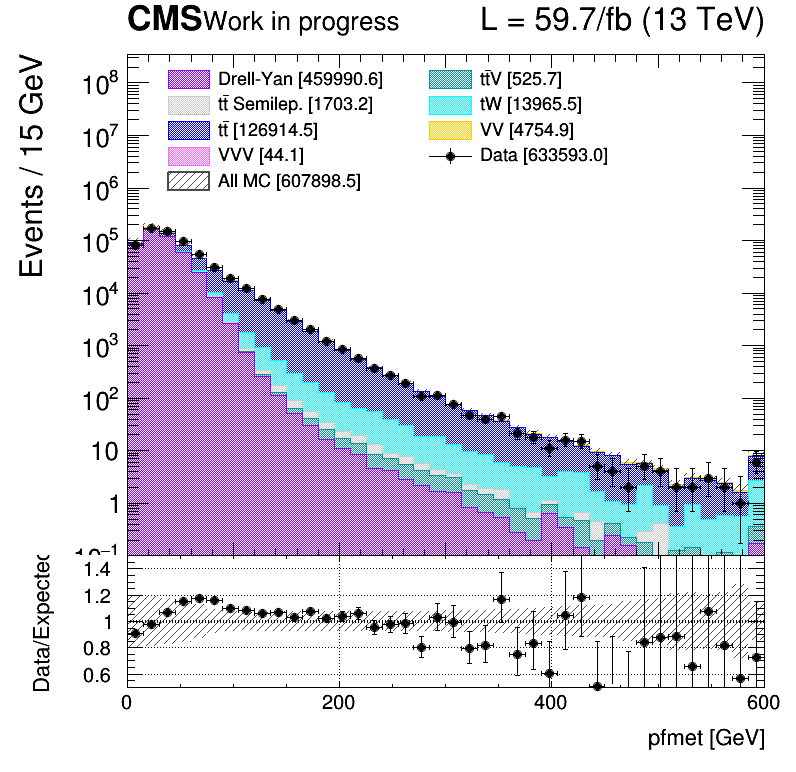 CMS Work in progress L = 59.7/fb (13 TeV)
Events / 15 GeV
10⁸
10⁷
10⁶
10⁵
10⁴
10³
10²
10
1
10⁻¹
Drell-Yan [459990.6]
tt̄ Semilep. [1703.2]
tt̄ [126914.5]
VVV [44.1]
All MC [607898.5]
tt̄V [525.7]
tW [13965.5]
VV [4754.9]
Data [633593.0]
Data/Expected
1.4
1.2
1
0.8
0.6
0 200 400 600
pfmet [GeV]